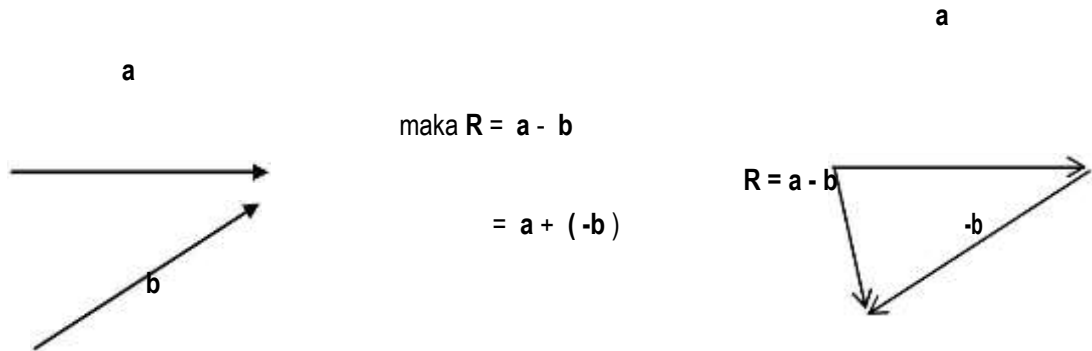 a
a
maka R = a - b
R = a - b
= a + ( -b )
-b
b